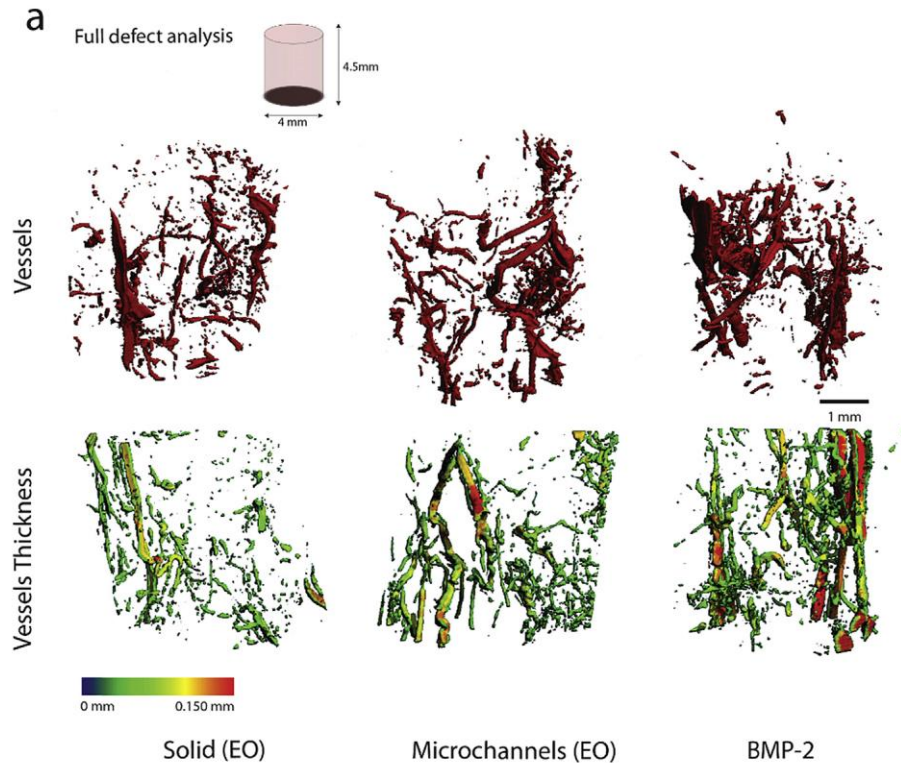 a
Full defect analysis
4.5mm
4 mm
Vessels
1 mm
Vessels Thickness
0 mm
0.150 mm
Solid (EO)
Microchannels (EO)
BMP-2